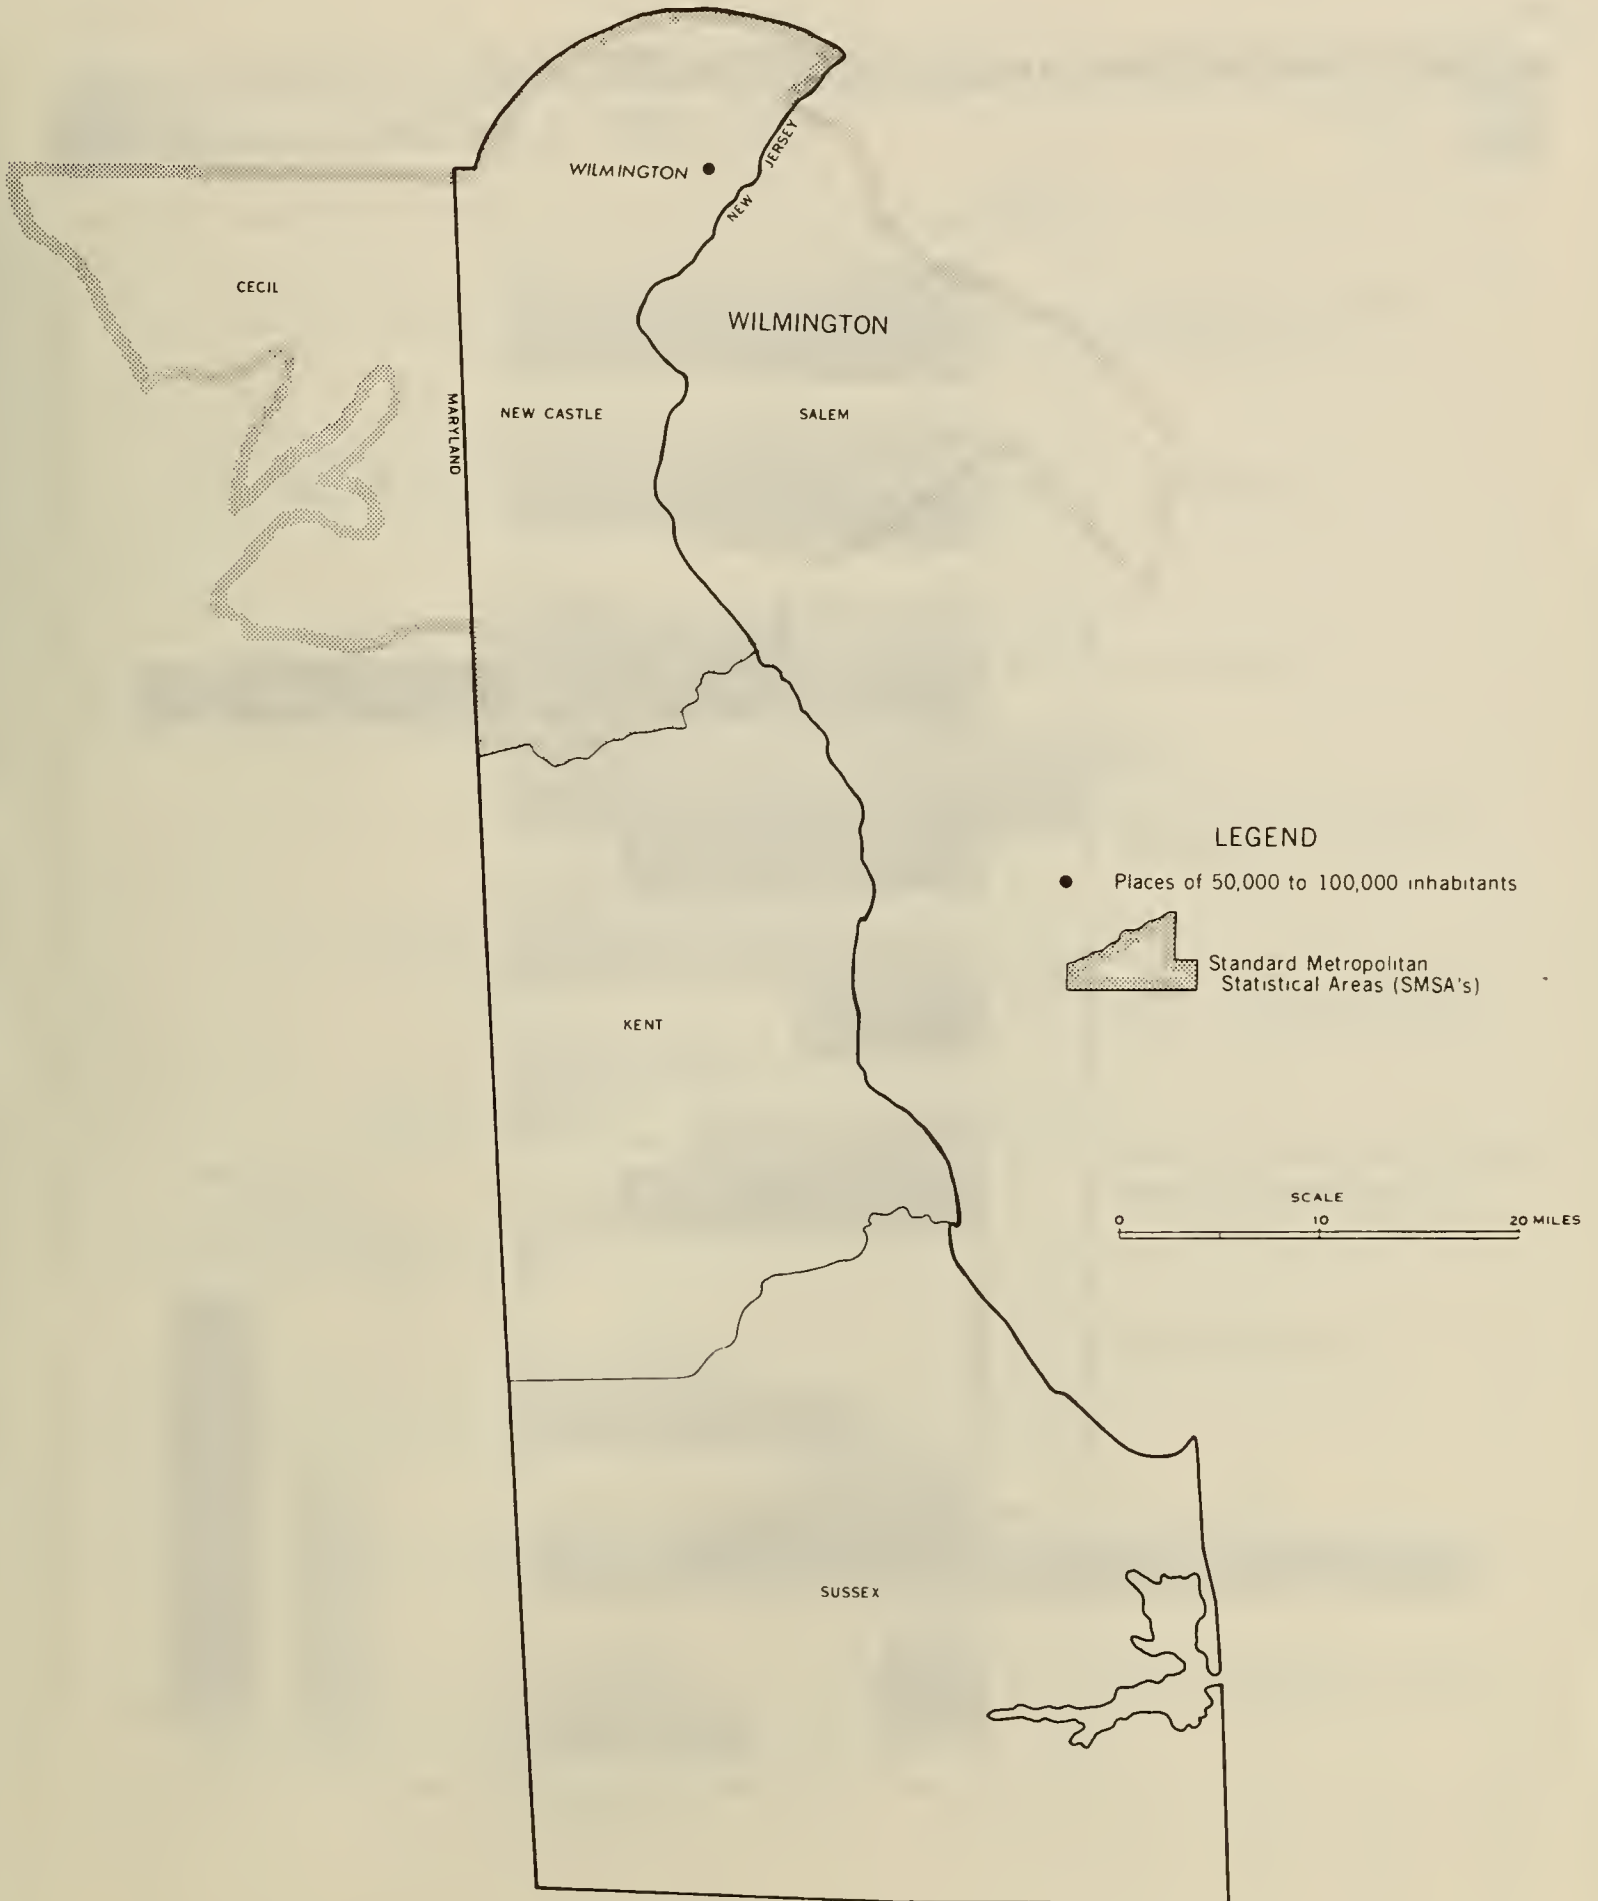 WILMINGTON
NEW JERSEY
CECIL
WILMINGTON
MARYLAND
NEW CASTLE
SALEM
LEGEND
Places of 50,000 to 100,000 inhabitants
Standard Metropolitan
Statistical Areas (SMSA's)
KENT
SCALE
0 10 20 MILES
SUSSEX